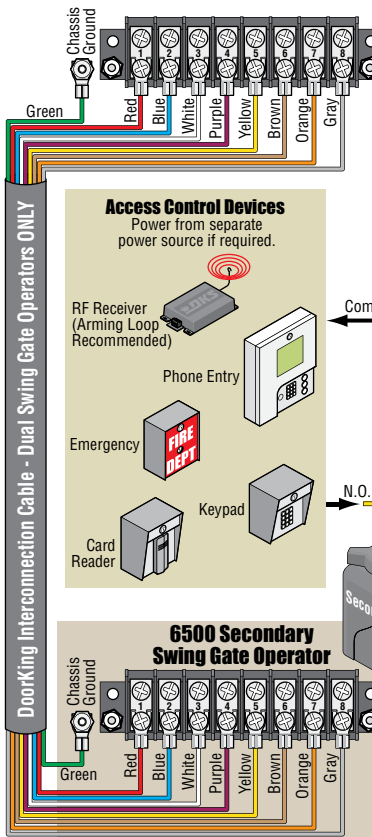 Chassis
Ground
1 2 3 4 5 6 7 8
Green
Red
Blue
White
Purple
Yellow
Brown
Orange
Gray
DoorKing Interconnection Cable - Dual Swing Gate Operators ONLY
Access Control Devices
Power from separate
power source if required.
DKS
RF Receiver
(Arming Loop
Recommended)
Com
Phone Entry
Emergency
FIRE
DEPT
Keypad
N.O.
Card
Reader
Secon
6500 Secondary
Swing Gate Operator
Chassis
Ground
1 2 3 4 5 6 7 8
Green
Red
Blue
White
Purple
Yellow
Brown
Orange
Gray